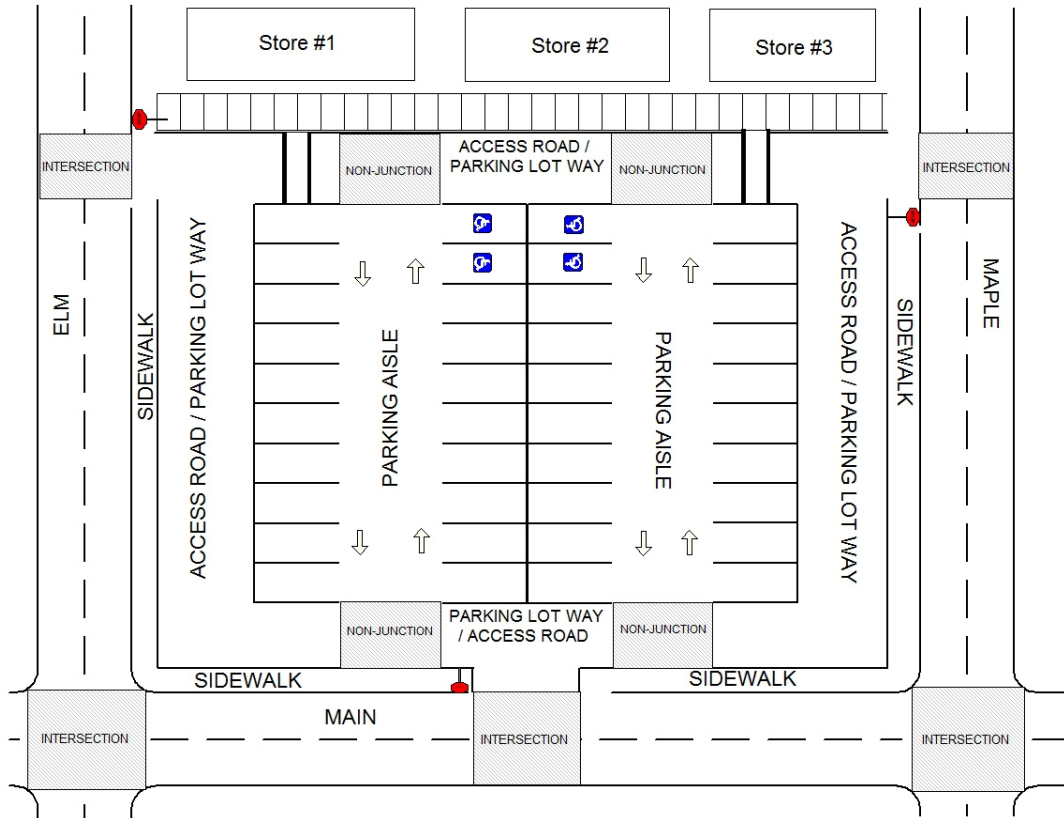 Store #1
Store #2
Store #3
INTERSECTION
NON-JUNCTION
ACCESS ROAD /
PARKING LOT WAY
NON-JUNCTION
INTERSECTION
ELM
SIDEWALK
ACCESS ROAD / PARKING LOT WAY
PARKING AISLE
PARKING AISLE
ACCESS ROAD / PARKING LOT WAY
SIDEWALK
MAPLE
NON-JUNCTION
PARKING LOT WAY
/ ACCESS ROAD
NON-JUNCTION
SIDEWALK
SIDEWALK
MAIN
INTERSECTION
INTERSECTION
INTERSECTION